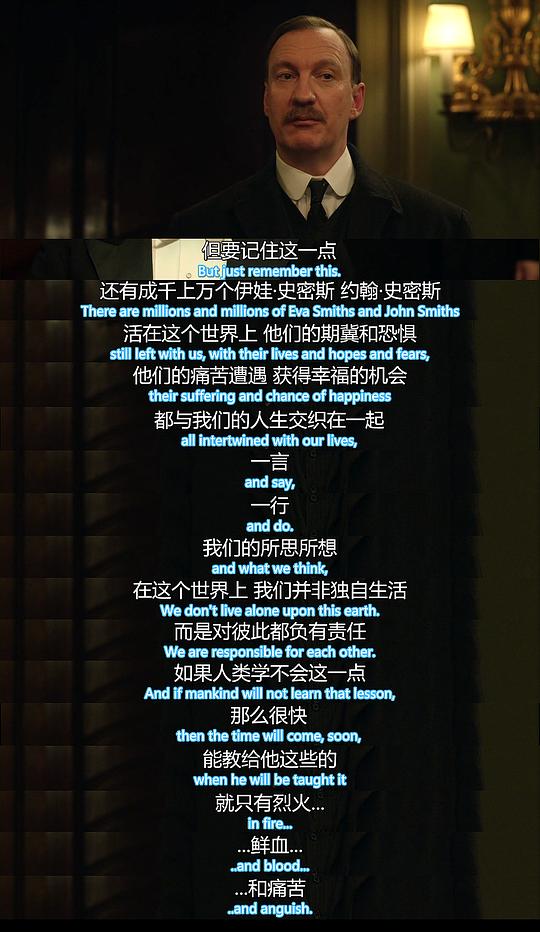 但要记住这一点
But just remember this.
还有成千上万个伊娃·史密斯 约翰·史密斯
There are millions and millions of Eva Smiths and John Smiths
活在这个世界上 他们的期冀和恐惧
still left with us, with their lives and hopes and fears,
他们的痛苦遭遇 获得幸福的机会
their suffering and chance of happiness
都与我们的人生交织在一起
all intertwined with our lives,
一言
and say,
一行
and do.
我们的所思所想
and what we think,
在这个世界上 我们并非独自生活
We don't live alone upon this earth.
而是对彼此都负有责任
We are responsible for each other.
如果人类学不会这一点
And if mankind will not learn that lesson,
那么很快
then the time will come, soon,
能教给他这些的
when he will be taught it
就只有烈火...
in fire...
...鲜血...
..and blood...
...和痛苦
..and anguish.